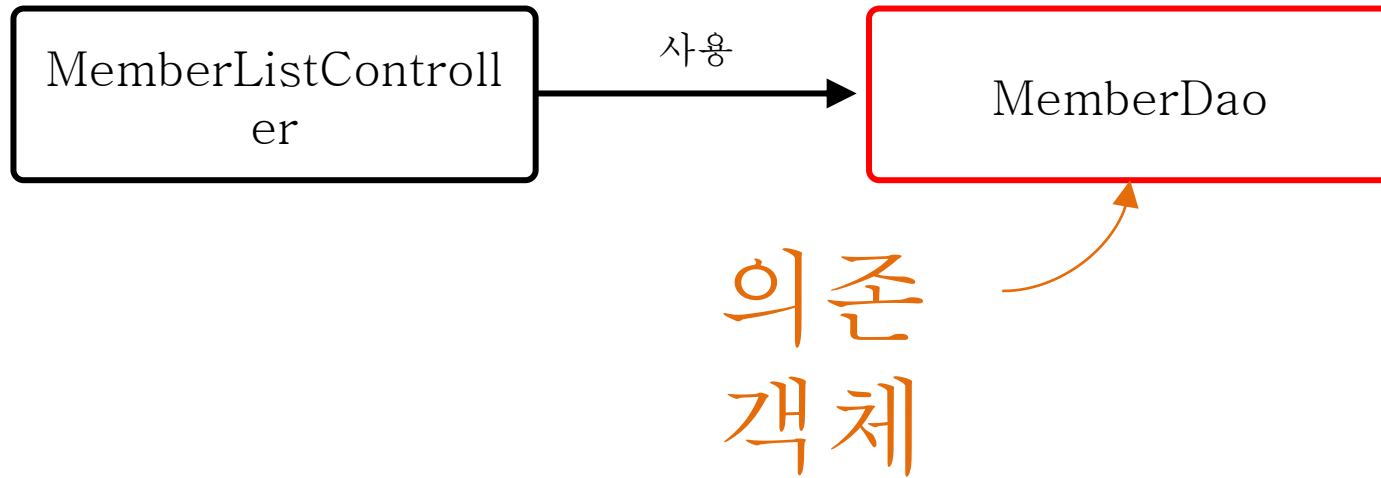 MemberListControll
er
사용
MemberDao
의존
객체